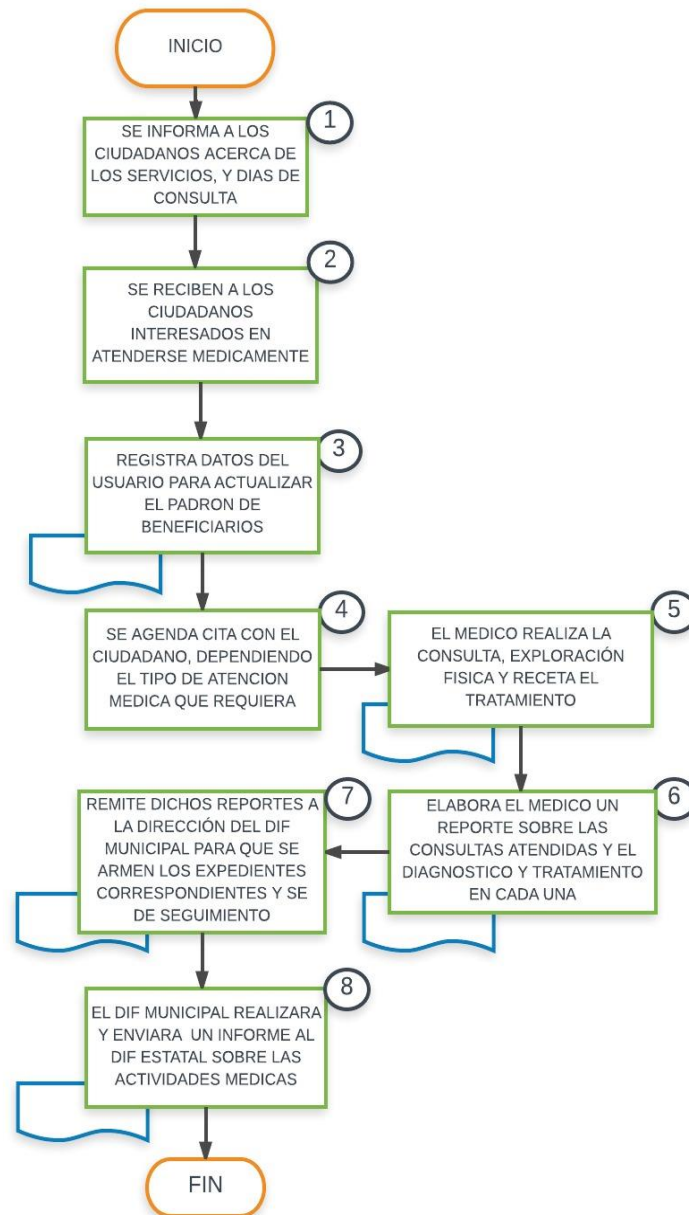 INICIO
1
SE INFORMA A LOS
CIUDADANOS ACERCA DE
LOS SERVICIOS, Y DIAS DE
CONSULTA
2
SE RECIBEN A LOS
CIUDADANOS
INTERESADOS EN
ATENDERSE MEDICAMENTE
3
REGISTRA DATOS DEL
USUARIO PARA ACTUALIZAR
EL PADRON DE
BENEFICIARIOS
4
SE AGENDA CITA CON EL
CIUDADANO, DEPENDIENDO
EL TIPO DE ATENCION
MEDICA QUE REQUIERA
5
EL MEDICO REALIZA LA
CONSULTA, EXPLORACIÓN
FISICA Y RECETA EL
TRATAMIENTO
6
ELABORA EL MEDICO UN
REPORTE SOBRE LAS
CONSULTAS ATENDIDAS Y EL
DIAGNOSTICO Y TRATAMIENTO
EN CADA UNA
7
REMITE DICHOS REPORTES A
LA DIRECCIÓN DEL DIF
MUNICIPAL PARA QUE SE
ARMEN LOS EXPEDIENTES
CORRESPONDIENTES Y SE
DE SEGUIMIENTO
8
EL DIF MUNICIPAL REALIZARA
Y ENVIARA UN INFORME AL
DIF ESTATAL SOBRE LAS
ACTIVIDADES MEDICAS
FIN